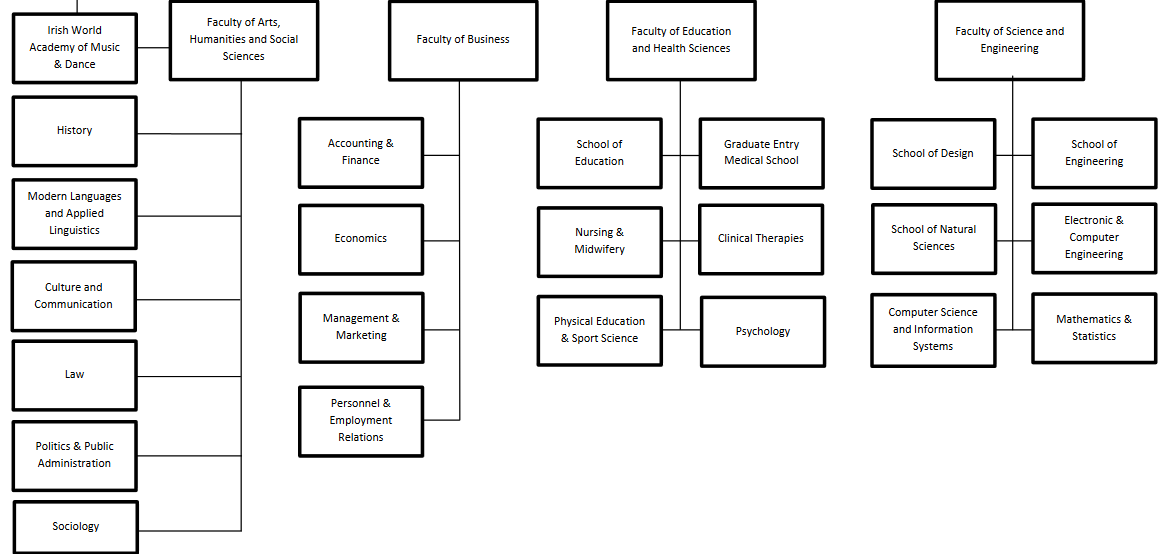 Irish World
Academy of Music
& Dance
Faculty of Arts,
Humanities and Social
Sciences
History
Modern Languages
and Applied
Linguistics
Culture and
Communication
Law
Politics & Public
Administration
Sociology
Faculty of Business
Accounting &
Finance
Economics
Management &
Marketing
Personnel &
Employment
Relations
Faculty of Education
and Health Sciences
School of
Education
Graduate Entry
Medical School
Nursing &
Midwifery
Clinical Therapies
Physical Education
& Sport Science
Psychology
Faculty of Science and
Engineering
School of Design
School of
Engineering
School of Natural
Sciences
Electronic &
Computer
Engineering
Computer Science
and Information
Systems
Mathematics &
Statistics